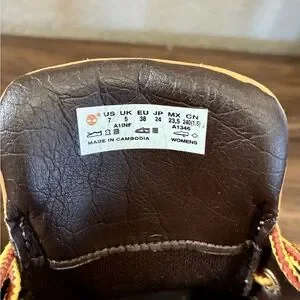 US UK EU JP MX CN
7 5 38 24 23,5 240(1.5)
A1INF A1346
MADE IN CAMBODIA WOMENS